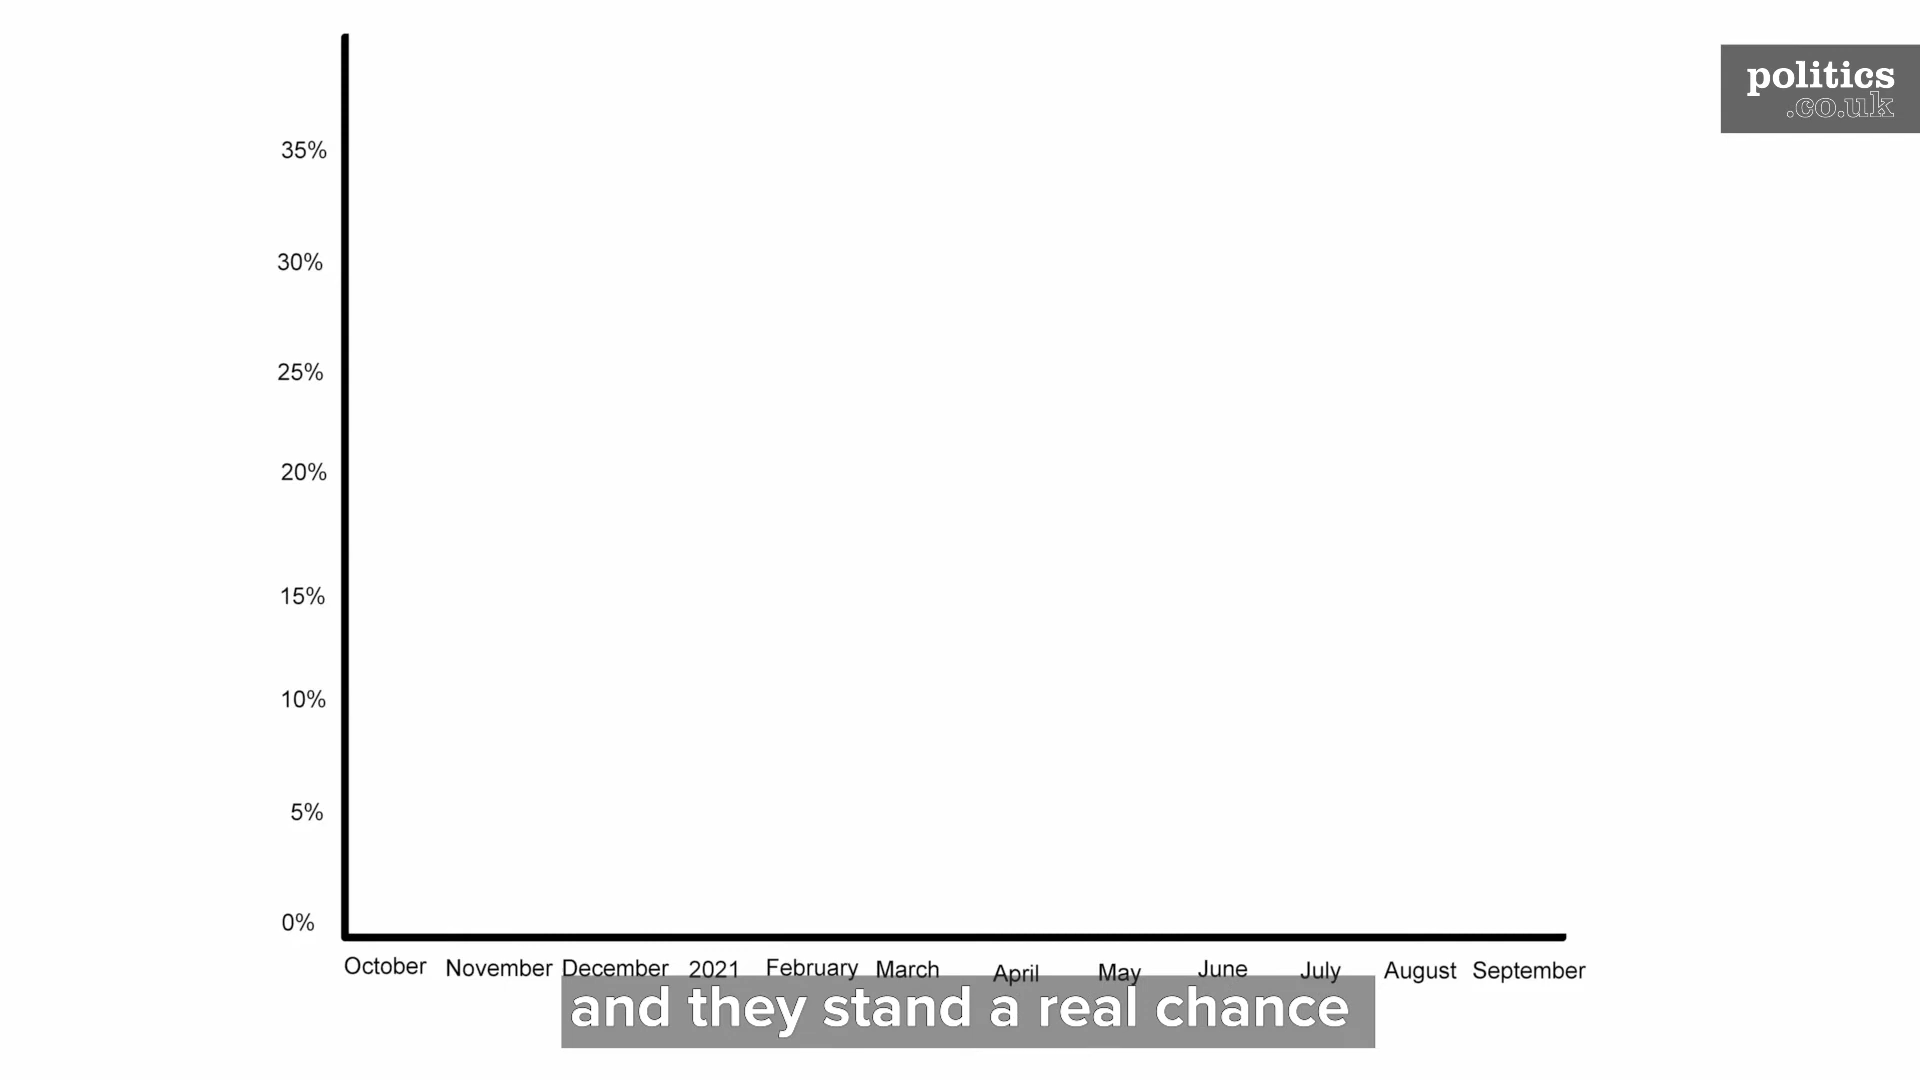 politics
.co.uk
35%
30%
25%
20%
15%
10%
5%
0%
October November December 2021 February March April May June July August September
and they stand a real chance